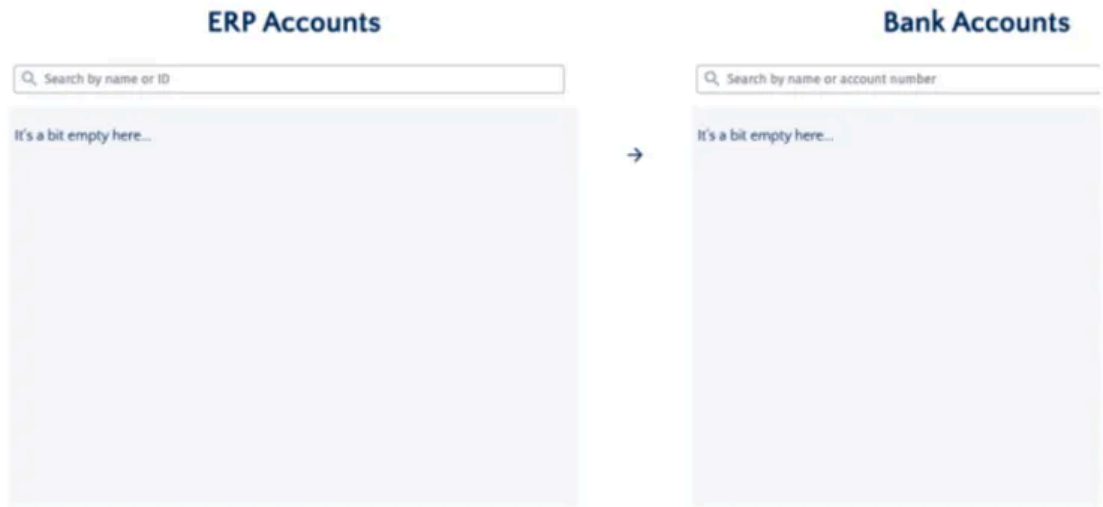 ERP Accounts
Search by name or ID
It's a bit empty here...
→
Bank Accounts
Search by name or account number
It's a bit empty here...